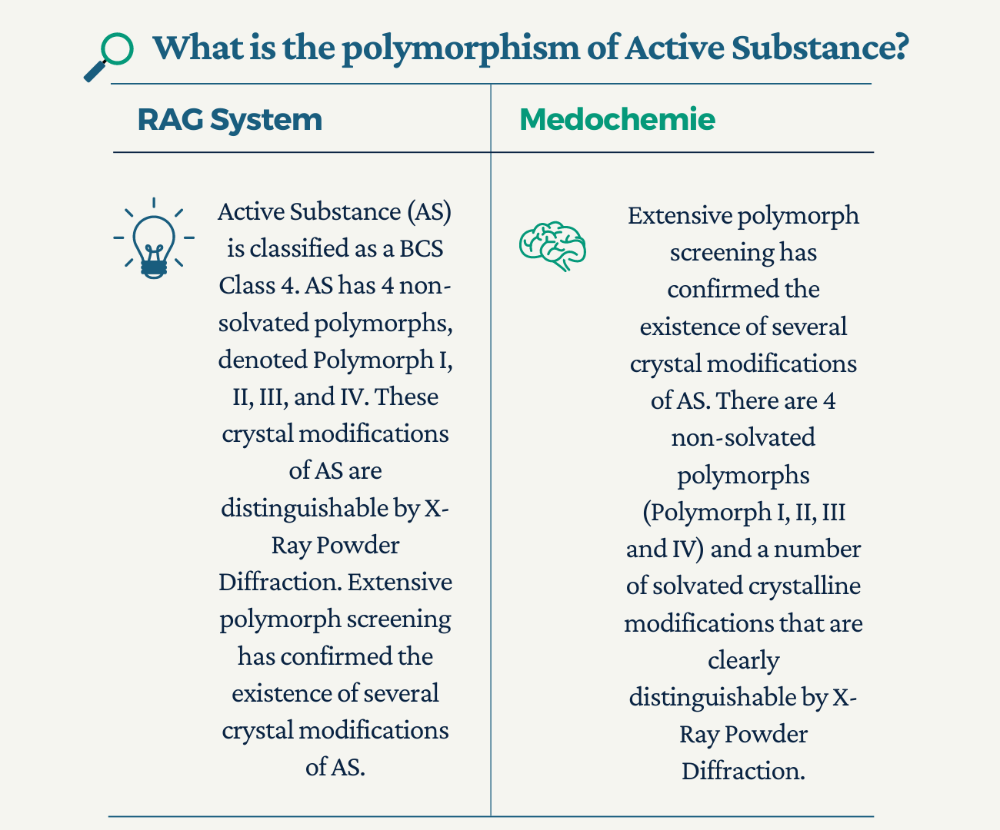 What is the polymorphism of Active Substance?
RAG System
Active Substance (AS)
is classified as a BCS
Class 4. AS has 4 non-
solvated polymorphs,
denoted Polymorph I,
II, III, and IV. These
crystal modifications
of AS are
distinguishable by X-
Ray Powder
Diffraction. Extensive
polymorph screening
has confirmed the
existence of several
crystal modifications
of AS.
Medochemie
Extensive polymorph
screening has
confirmed the
existence of several
crystal modifications
of AS. There are 4
non-solvated
polymorphs
(Polymorph I, II, III
and IV) and a number
of solvated crystalline
modifications that are
clearly
distinguishable by X-
Ray Powder
Diffraction.